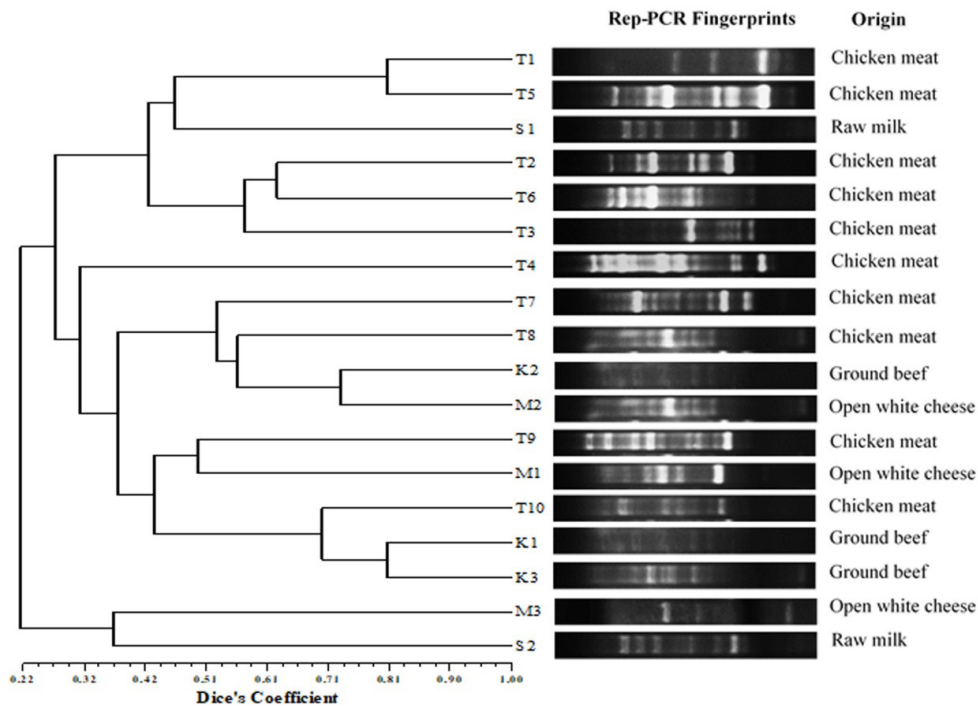 Rep-PCR Fingerprints Origin
T1 Chicken meat
T5 Chicken meat
S1 Raw milk
T2 Chicken meat
T6 Chicken meat
T3 Chicken meat
T4 Chicken meat
T7 Chicken meat
T8 Chicken meat
K2 Ground beef
M2 Open white cheese
T9 Chicken meat
M1 Open white cheese
T10 Chicken meat
K1 Ground beef
K3 Ground beef
M3 Open white cheese
S2 Raw milk
0.22 0.32 0.42 0.51 0.61 0.71 0.81 0.90 1.00
Dice's Coefficient